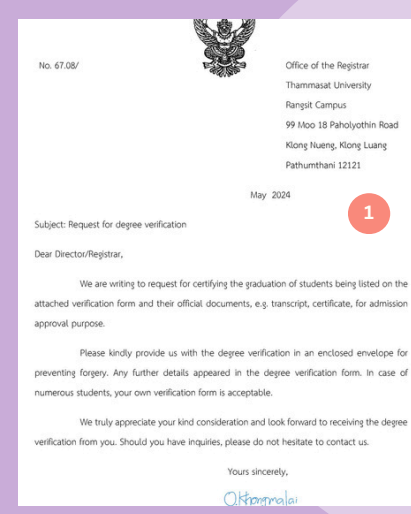 No. 67.08/
Office of the Registrar
Thammasat University
Rangsit Campus
99 Moo 18 Paholyothin Road
Klong Nueng, Klong Luang
Pathumthani 12121
May 2024
1
Subject: Request for degree verification
Dear Director/Registrar,
We are writing to request for certifying the graduation of students being listed on the
attached verification form and their official documents, e.g. transcript, certificate, for admission
approval purpose.
Please kindly provide us with the degree verification in an enclosed envelope for
preventing forgery. Any further details appeared in the degree verification form. In case of
numerous students, your own verification form is acceptable.
We truly appreciate your kind consideration and look forward to receiving the degree
verification from you. Should you have inquiries, please do not hesitate to contact us.
Yours sincerely,
O.Khongmalai